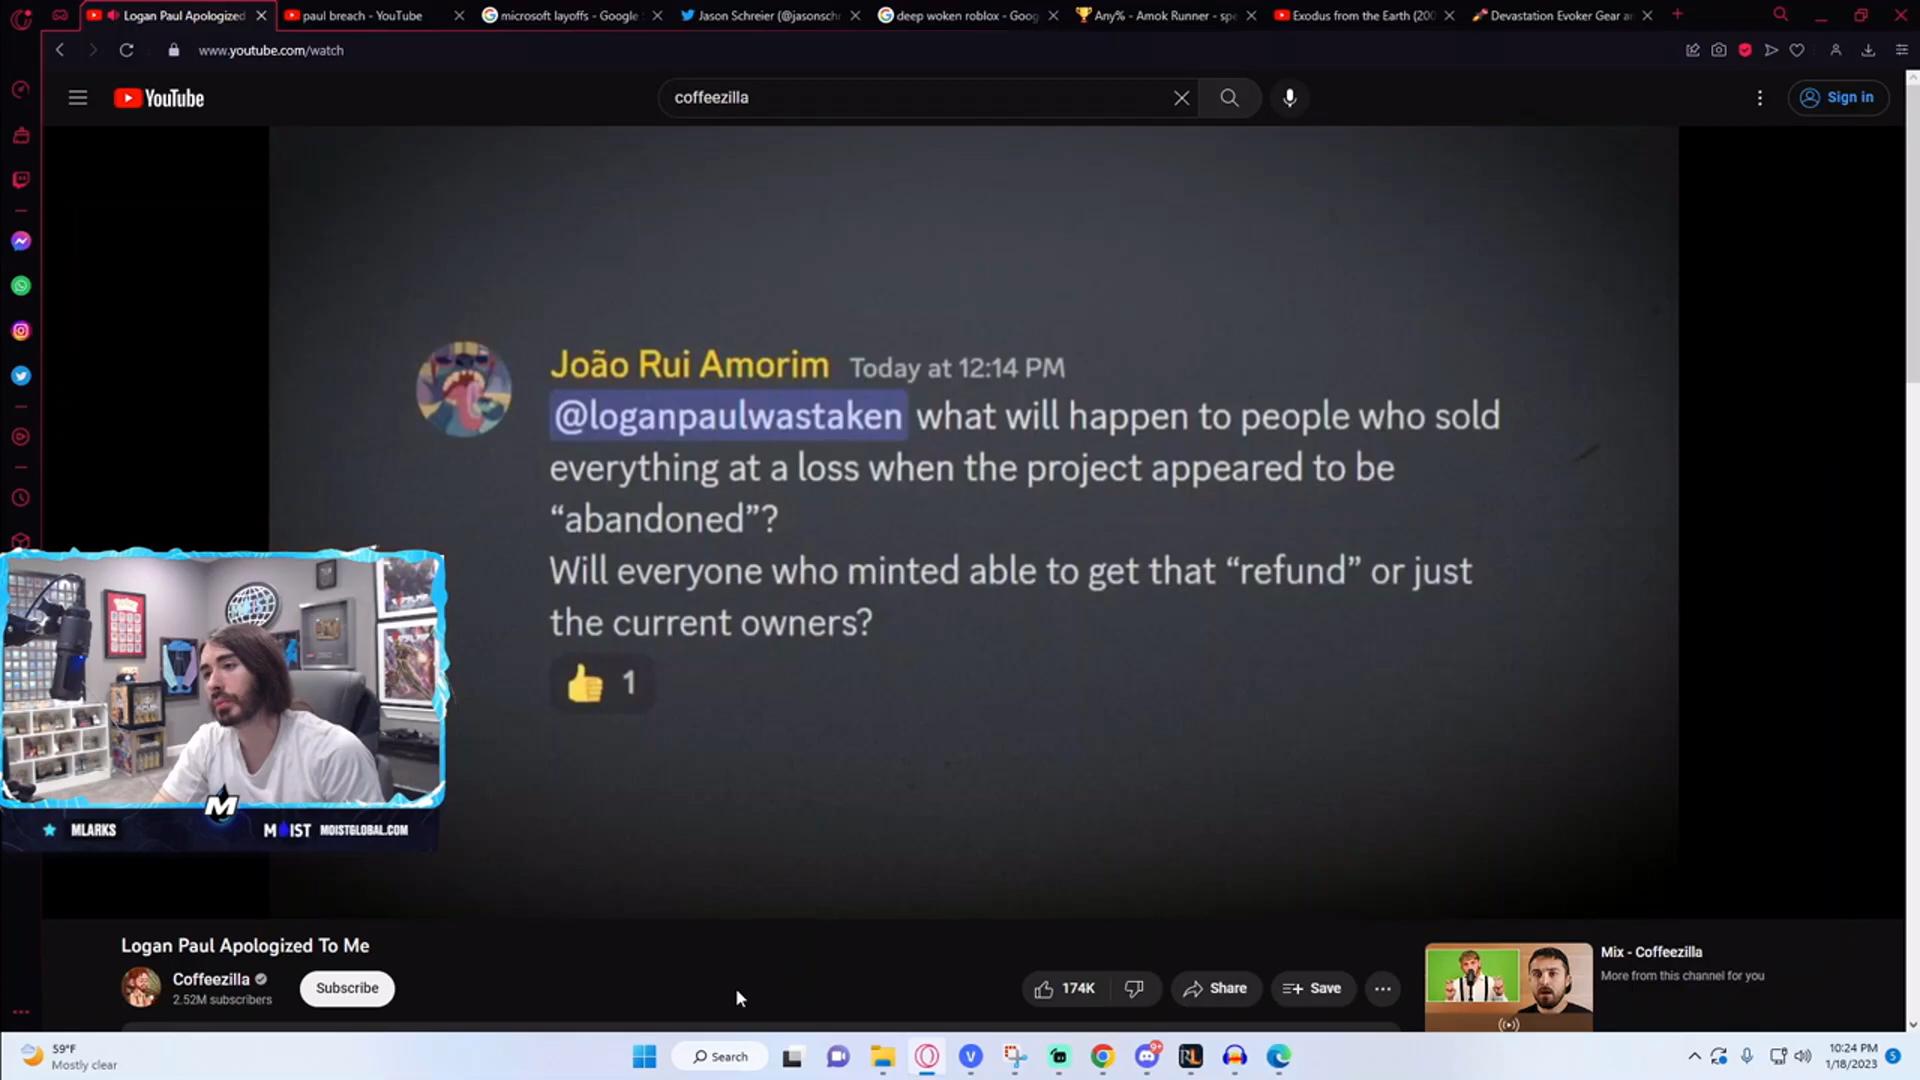 Logan Paul Apologized
paul breach - YouTube
microsoft layoffs - Google
Jason Schreier (@jasonschr
deep woken roblox - Goog
Any% - Amok Runner - spe
Exodus from the Earth (200
Devastation Evoker Gear an
www.youtube.com/watch
YouTube
coffeezilla
Sign in
João Rui Amorim Today at 12:14 PM
@loganpaulwastaken what will happen to people who sold
everything at a loss when the project appeared to be
“abandoned”?
Will everyone who minted able to get that “refund” or just
the current owners?
👍 1
MLARKS
M IST MOISTGLOBAL.COM
Logan Paul Apologized To Me
Coffeezilla
2.52M subscribers
Subscribe
174K
Share
Save
Mix - Coffeezilla
More from this channel for you
59°F
Mostly clear
Search
10:24 PM
1/18/2023
5